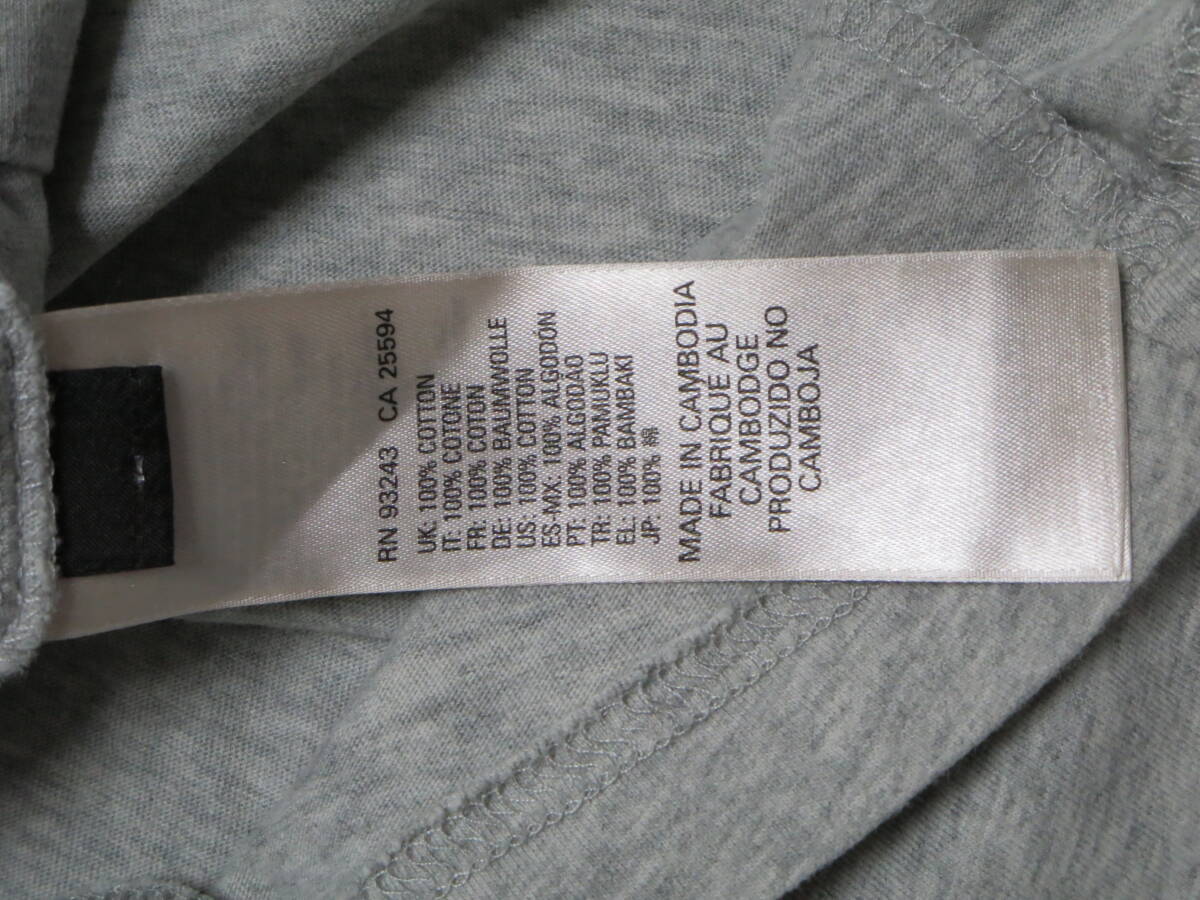 RN 93243 CA 25594
UK: 100% COTTON
IT: 100% COTONE
FR: 100% COTON
DE: 100% BAUMWOLLE
US: 100% COTTON
ES-MX: 100% ALGODÓN
PT: 100% ALGODÃO
TR: 100% PAMUKLU
EL: 100% BAMBAKI
JP: 100% 綿
MADE IN CAMBODIA
FABRIQUE AU
CAMBODGE
PRODUZIDO NO
CAMBOJA